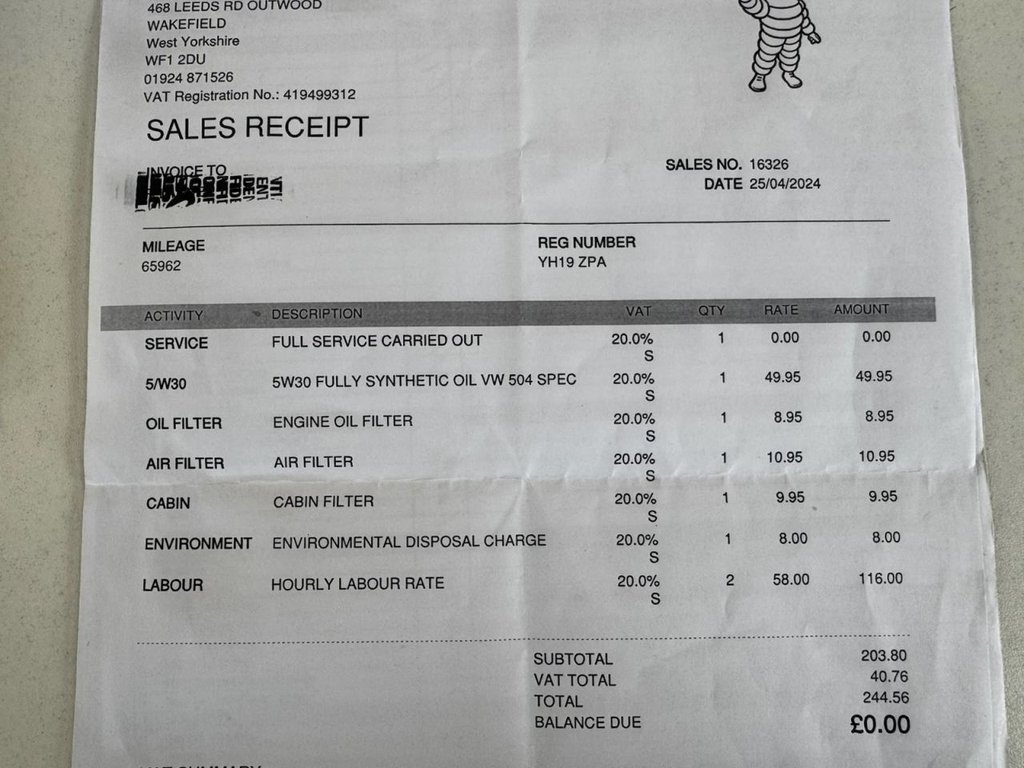 468 LEEDS RD OUTWOOD
WAKEFIELD
West Yorkshire
WF1 2DU
01924 871526
VAT Registration No.: 419499312
SALES RECEIPT
INVOICE TO
SALES NO. 16326
DATE 25/04/2024
MILEAGE
65962
REG NUMBER
YH19 ZPA
ACTIVITY DESCRIPTION VAT QTY RATE AMOUNT
SERVICE FULL SERVICE CARRIED OUT 20.0% 1 0.00 0.00
S
5/W30 5W30 FULLY SYNTHETIC OIL VW 504 SPEC 20.0% 1 49.95 49.95
S
OIL FILTER ENGINE OIL FILTER 20.0% 1 8.95 8.95
S
AIR FILTER AIR FILTER 20.0% 1 10.95 10.95
S
CABIN CABIN FILTER 20.0% 1 9.95 9.95
S
ENVIRONMENT ENVIRONMENTAL DISPOSAL CHARGE 20.0% 1 8.00 8.00
S
LABOUR HOURLY LABOUR RATE 20.0% 2 58.00 116.00
S
SUBTOTAL 203.80
VAT TOTAL 40.76
TOTAL 244.56
BALANCE DUE £0.00